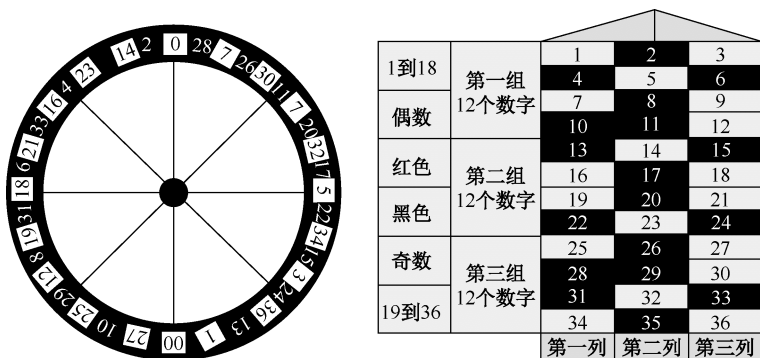 0
28
7
26
30
11
7
20
32
17
5
22
34
15
3
24
36
13
1
00
27
10
25
29
12
8
19
31
18
6
21
33
16
4
23
14
2
1到18
偶数
红色
黑色
奇数
19到36
第一组
12个数字
第二组
12个数字
第三组
12个数字
1 2 3
4 5 6
7 8 9
10 11 12
13 14 15
16 17 18
19 20 21
22 23 24
25 26 27
28 29 30
31 32 33
34 35 36
第一列 第二列 第三列